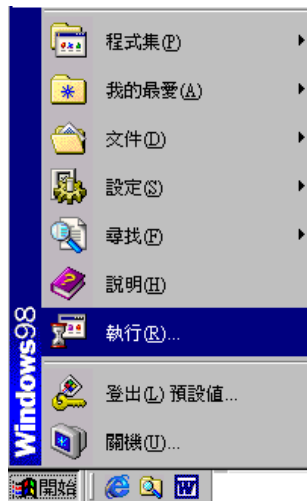 程式集(P)
我的最愛(A)
文件(D)
設定(S)
尋找(F)
說明(H)
執行(R)...
登出(L) 預設値...
關機(U)...
Windows98
開始